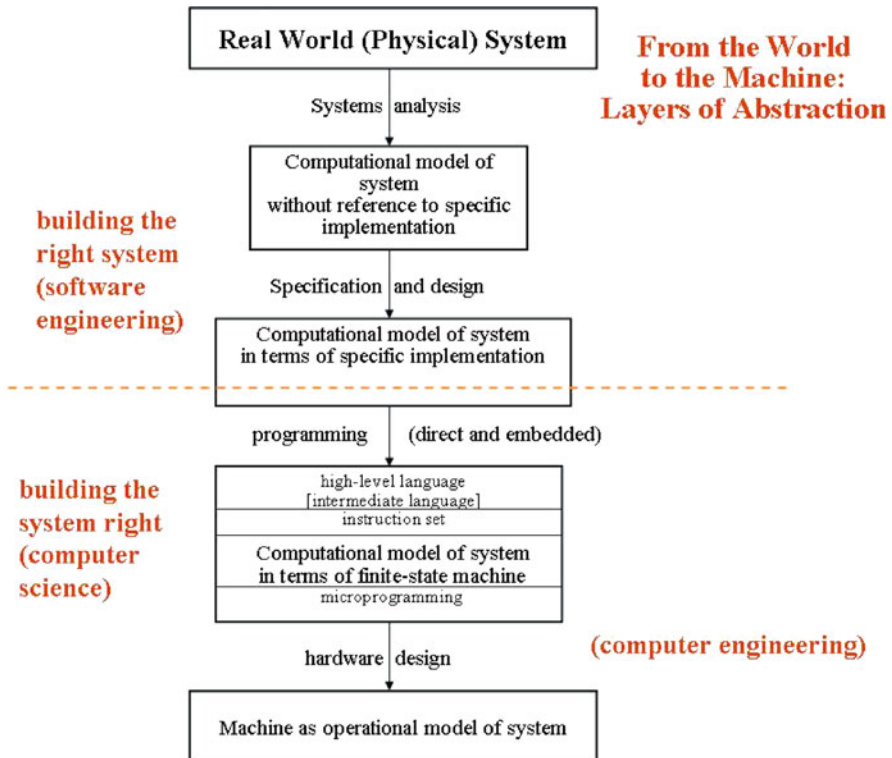 Real World (Physical) System
From the World
to the Machine:
Layers of Abstraction
Systems analysis
Computational model of
system
without reference to specific
implementation
building the
right system
(software
engineering)
Specification and design
Computational model of system
in terms of specific implementation
programming (direct and embedded)
high-level language
[intermediate language]
instruction set
Computational model of system
in terms of finite-state machine
microprogramming
building the
system right
(computer
science)
(computer engineering)
hardware design
Machine as operational model of system